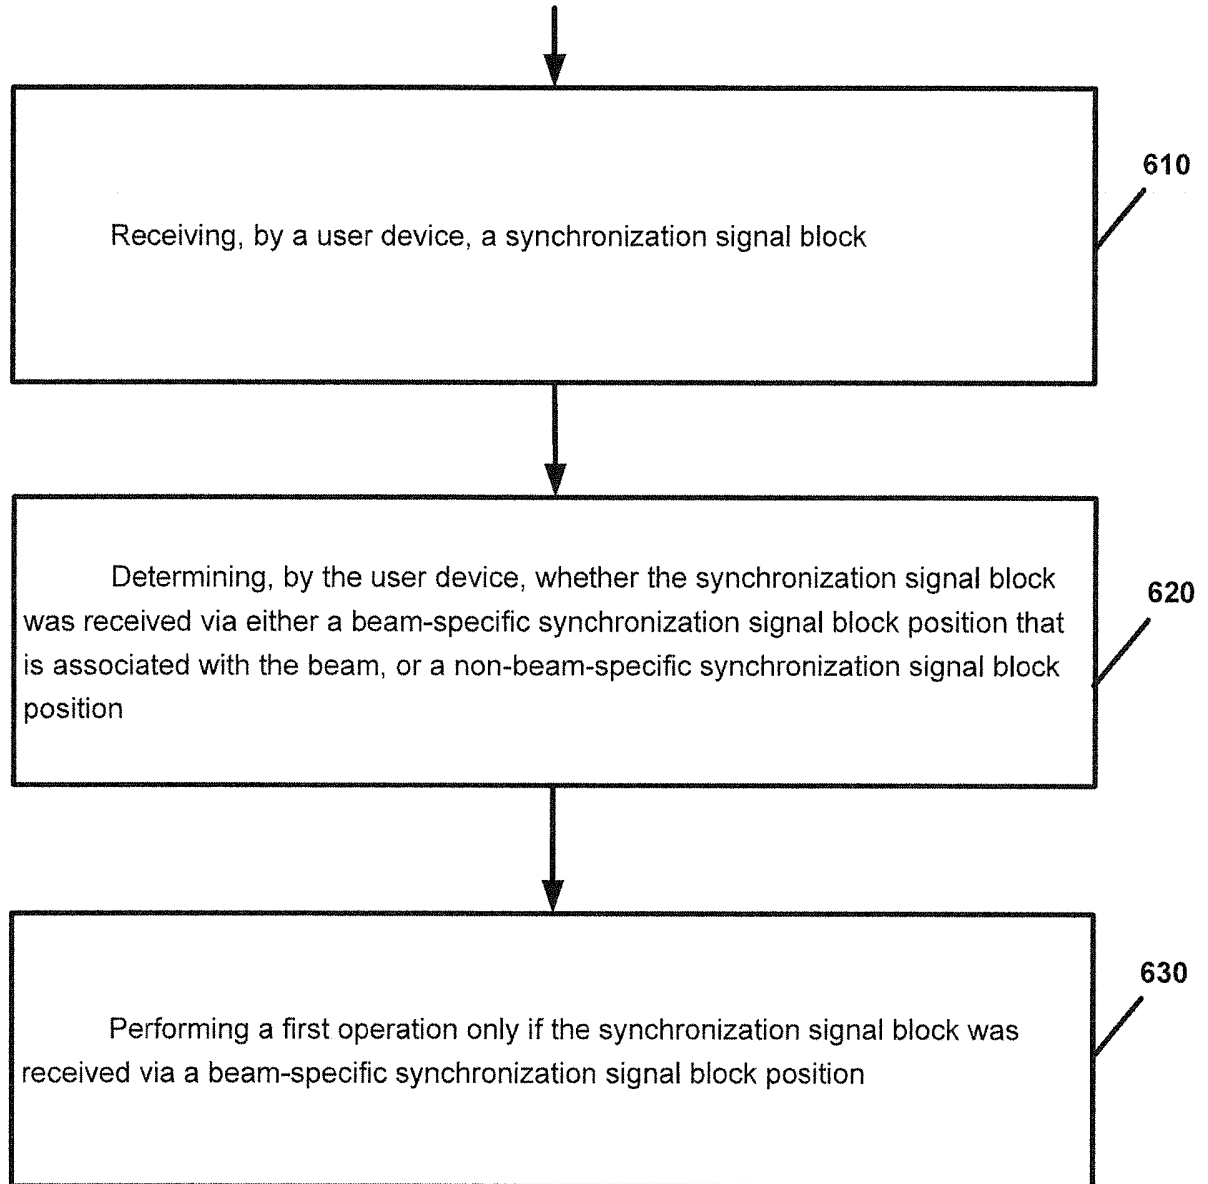 610
Receiving, by a user device, a synchronization signal block
Determining, by the user device, whether the synchronization signal block
620
was received via either a beam-specific synchronization signal block position that
is associated with the beam, or a non-beam-specific synchronization signal block
position
630
Performing a first operation only if the synchronization signal block was
received via a beam-specific synchronization signal block position